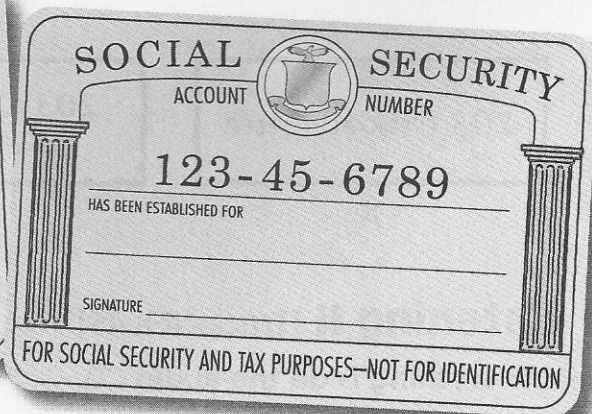 SOCIAL SECURITY
ACCOUNT NUMBER
123-45-6789
HAS BEEN ESTABLISHED FOR
SIGNATURE
FOR SOCIAL SECURITY AND TAX PURPOSES—NOT FOR IDENTIFICATION